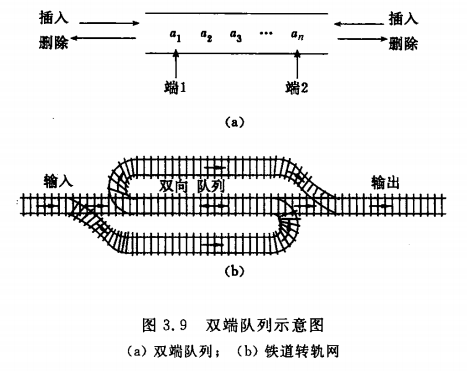 插入 插入
删除 a1 a2 a3 … an 删除
端1 端2
(a)
输入 双向 队列 输出
(b)
图 3.9 双端队列示意图
(a) 双端队列; (b) 铁道转轨网